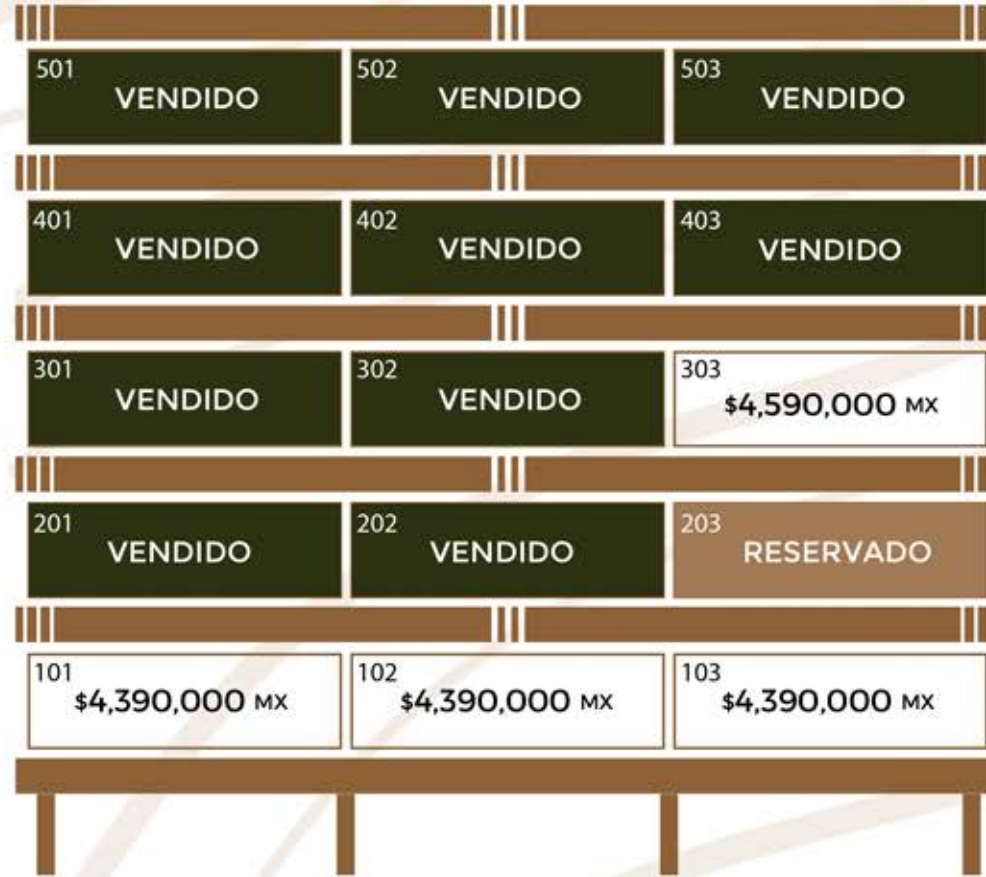 501
VENDIDO
502
VENDIDO
503
VENDIDO
401
VENDIDO
402
VENDIDO
403
VENDIDO
301
VENDIDO
302
VENDIDO
303
$4,590,000 MX
201
VENDIDO
202
VENDIDO
203
RESERVADO
101
$4,390,000 MX
102
$4,390,000 MX
103
$4,390,000 MX